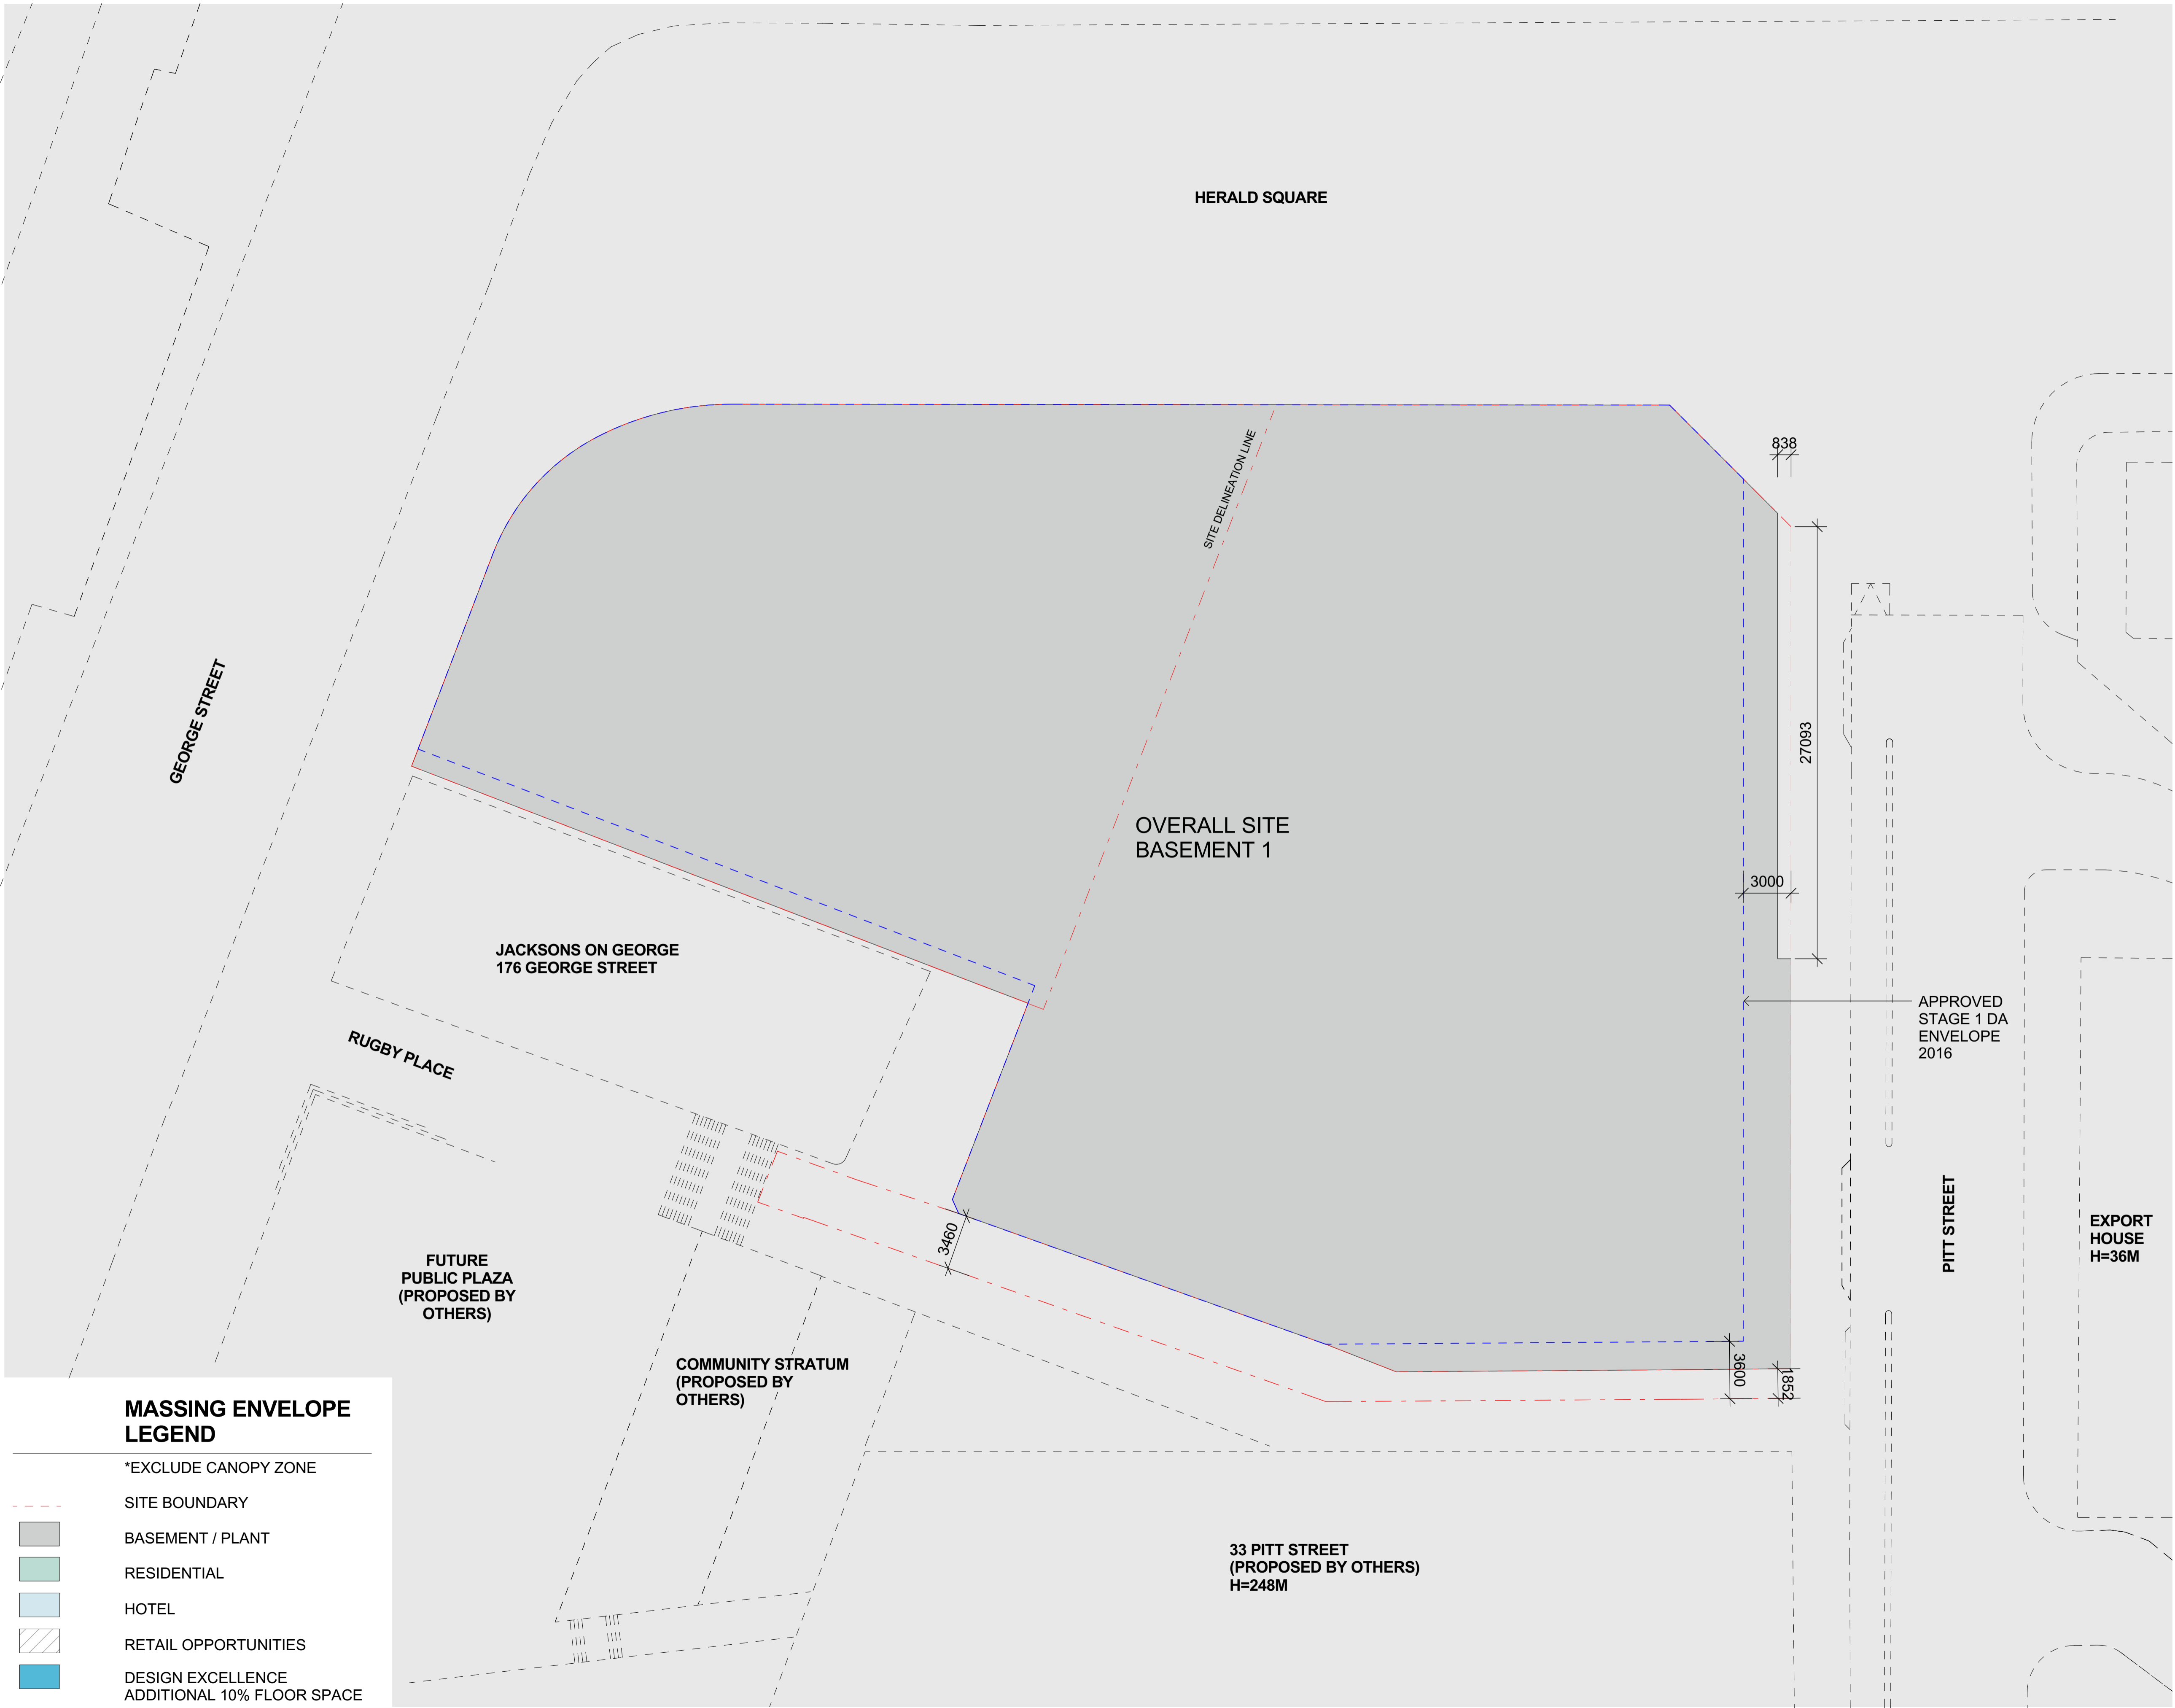 HERALD SQUARE
SITE DELINEATION LINE
838
27093
GEORGE STREET
OVERALL SITE
BASEMENT 1
3000
JACKSONS ON GEORGE
176 GEORGE STREET
APPROVED
STAGE 1 DA
ENVELOPE
2016
RUGBY PLACE
3460
PITT STREET
EXPORT
HOUSE
H=36M
FUTURE
PUBLIC PLAZA
(PROPOSED BY
OTHERS)
COMMUNITY STRATUM
(PROPOSED BY
OTHERS)
3600
1852
33 PITT STREET
(PROPOSED BY OTHERS)
H=248M
MASSING ENVELOPE
LEGEND
*EXCLUDE CANOPY ZONE
SITE BOUNDARY
BASEMENT / PLANT
RESIDENTIAL
HOTEL
RETAIL OPPORTUNITIES
DESIGN EXCELLENCE
ADDITIONAL 10% FLOOR SPACE